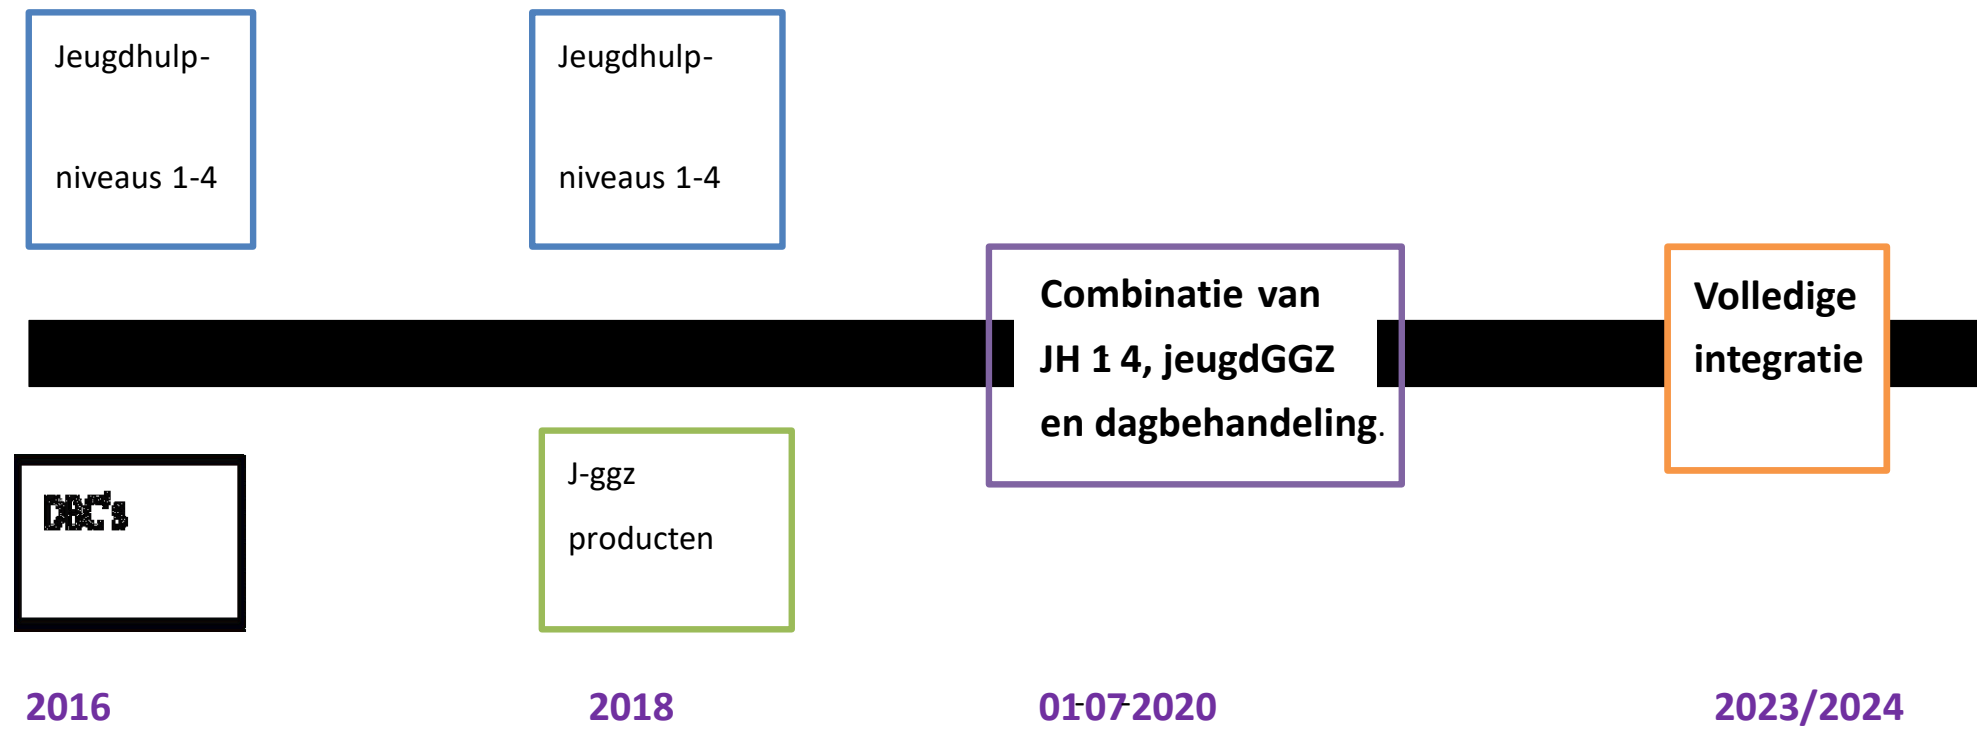 Jeugdhulp-
niveaus 1-4
Jeugdhulp-
niveaus 1-4
Combinatie van
JH 1 4, jeugdGGZ
en dagbehandeling.
Volledige
integratie
DBC's
J-ggz
producten
2016
2018
01-07-2020
2023/2024